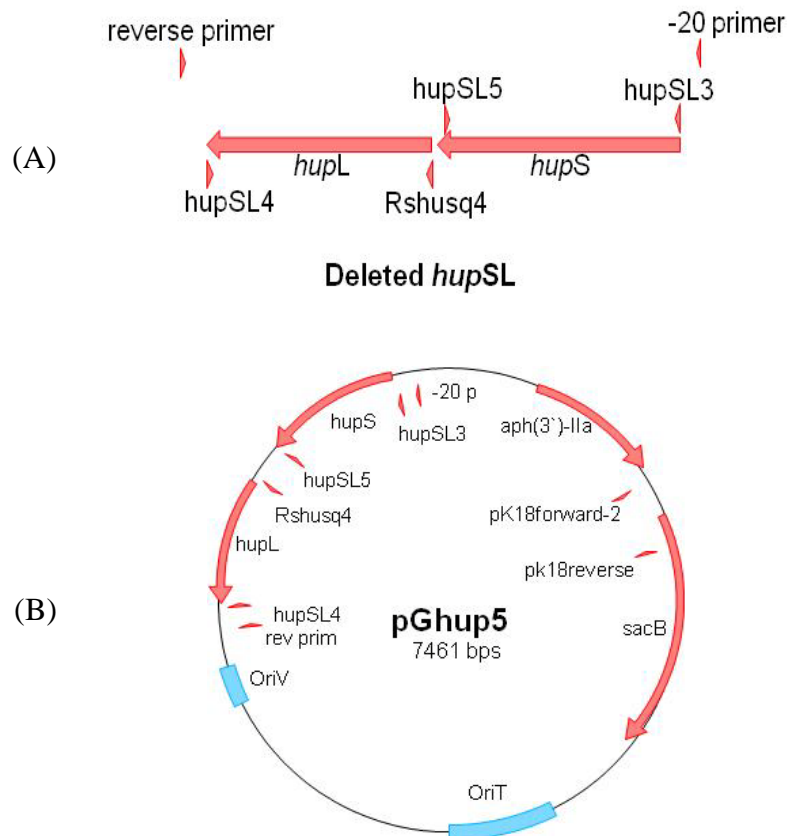 reverse primer
-20 primer
hupSL5
hupSL3
(A)
hupL
hupS
hupSL4
Rshusq4
Deleted hupSL
-20 p
hupS
hupSL3
aph(3`)-IIa
hupSL5
Rshusq4
pK18forward-2
hupL
pk18reverse
(B)
hupSL4
rev prim
pGhup5
7461 bps
sacB
OriV
OriT